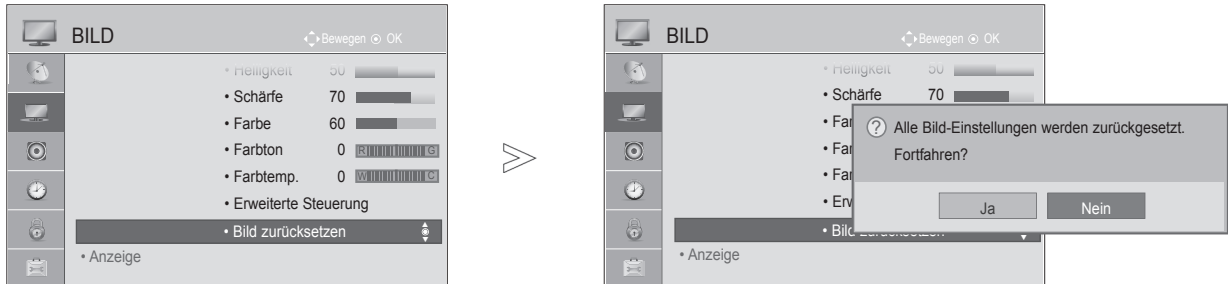 BILD
Bewegen OK
• Helligkeit 50
• Schärfe 70
• Farbe 60
• Farbton 0 R G
• Farbtemp. 0 W C
• Erweiterte Steuerung
• Bild zurücksetzen
• Anzeige
BILD
Bewegen OK
• Helligkeit 50
• Schärfe 70
• Far
• Far
• Far
• Erw
• Bild zurücksetzen
• Anzeige
? Alle Bild-Einstellungen werden zurückgesetzt.
Fortfahren?
Ja Nein